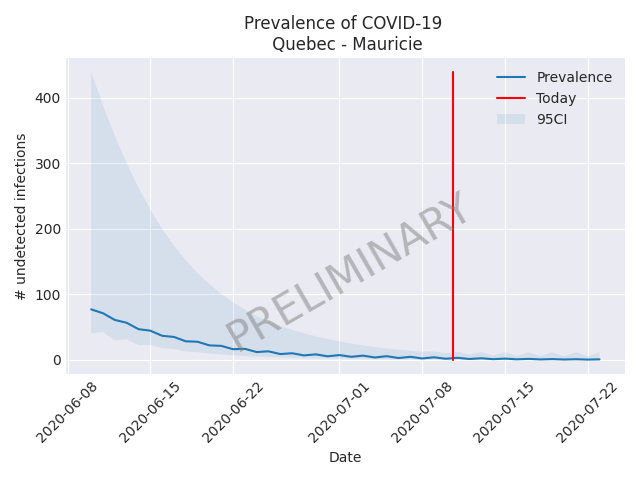 Prevalence of COVID-19
Quebec - Mauricie
# undetected infections
400
300
200
100
0
Prevalence
Today
95CI
PRELIMINARY
2020-06-08
2020-06-15
2020-06-22
2020-07-01
2020-07-08
2020-07-15
2020-07-22
Date